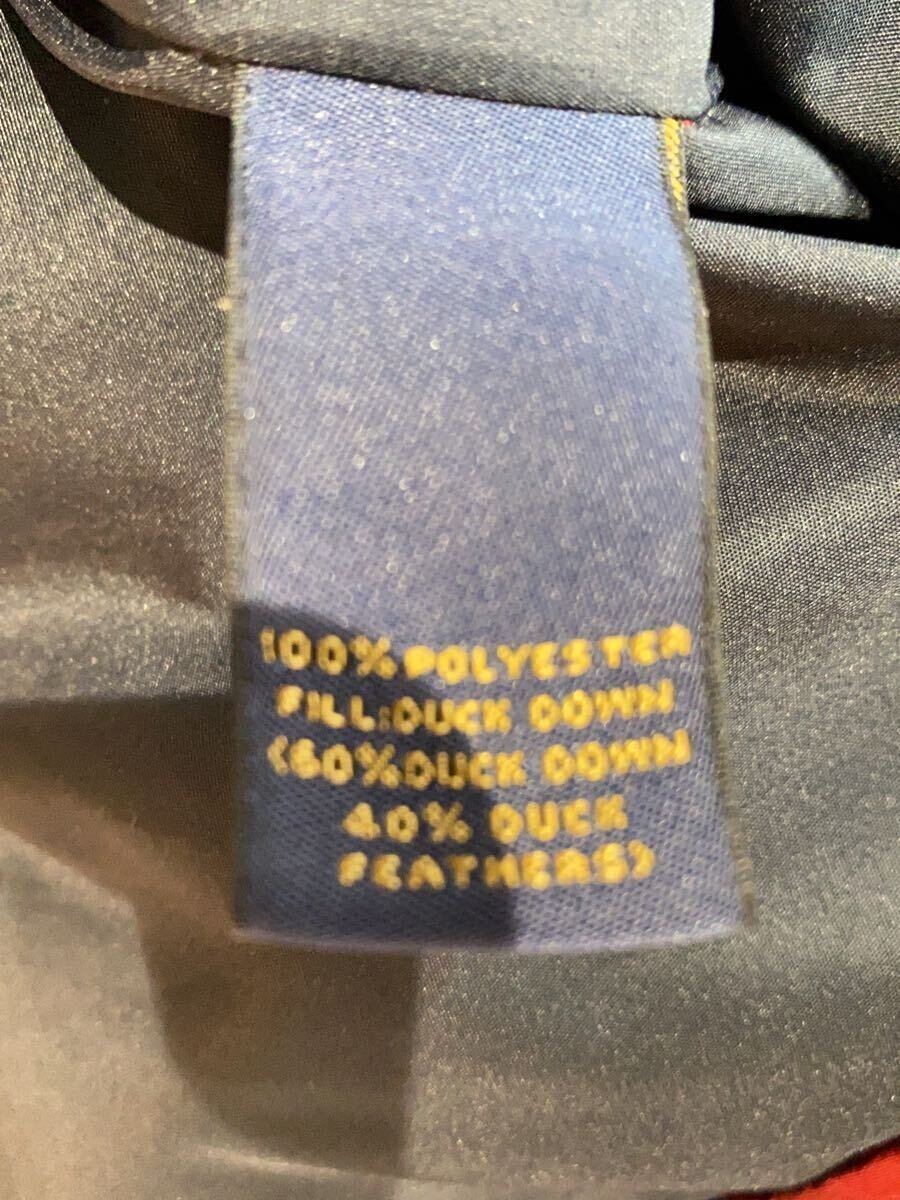 100% POLYESTER
FILL: DUCK DOWN
(60% DUCK DOWN
40% DUCK
FEATHERS)